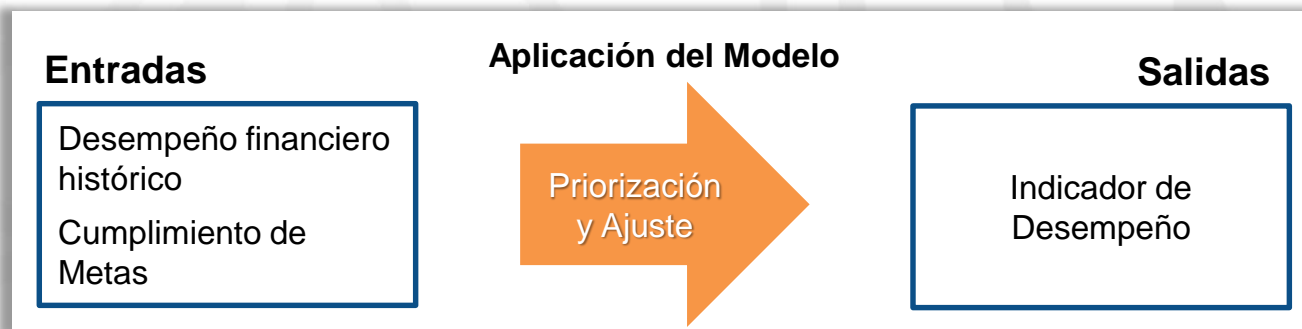 Entradas
Desempeño financiero
histórico
Cumplimiento de
Metas
Aplicación del Modelo
Priorización
y Ajuste
Salidas
Indicador de
Desempeño